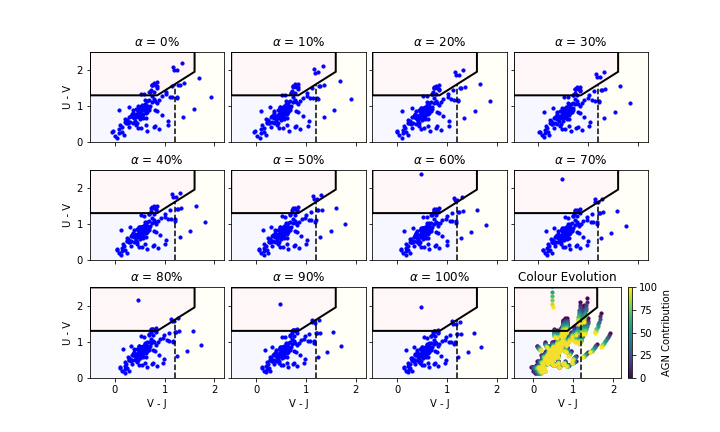 α = 0%
α = 10%
α = 20%
α = 30%
2
1
0
U - V
α = 40%
α = 50%
α = 60%
α = 70%
2
1
0
U - V
α = 80%
α = 90%
α = 100%
Colour Evolution
2
1
0
U - V
0 1 2
V - J
0 1 2
V - J
0 1 2
V - J
0 1 2
V - J
100
75
50
25
0
AGN Contribution